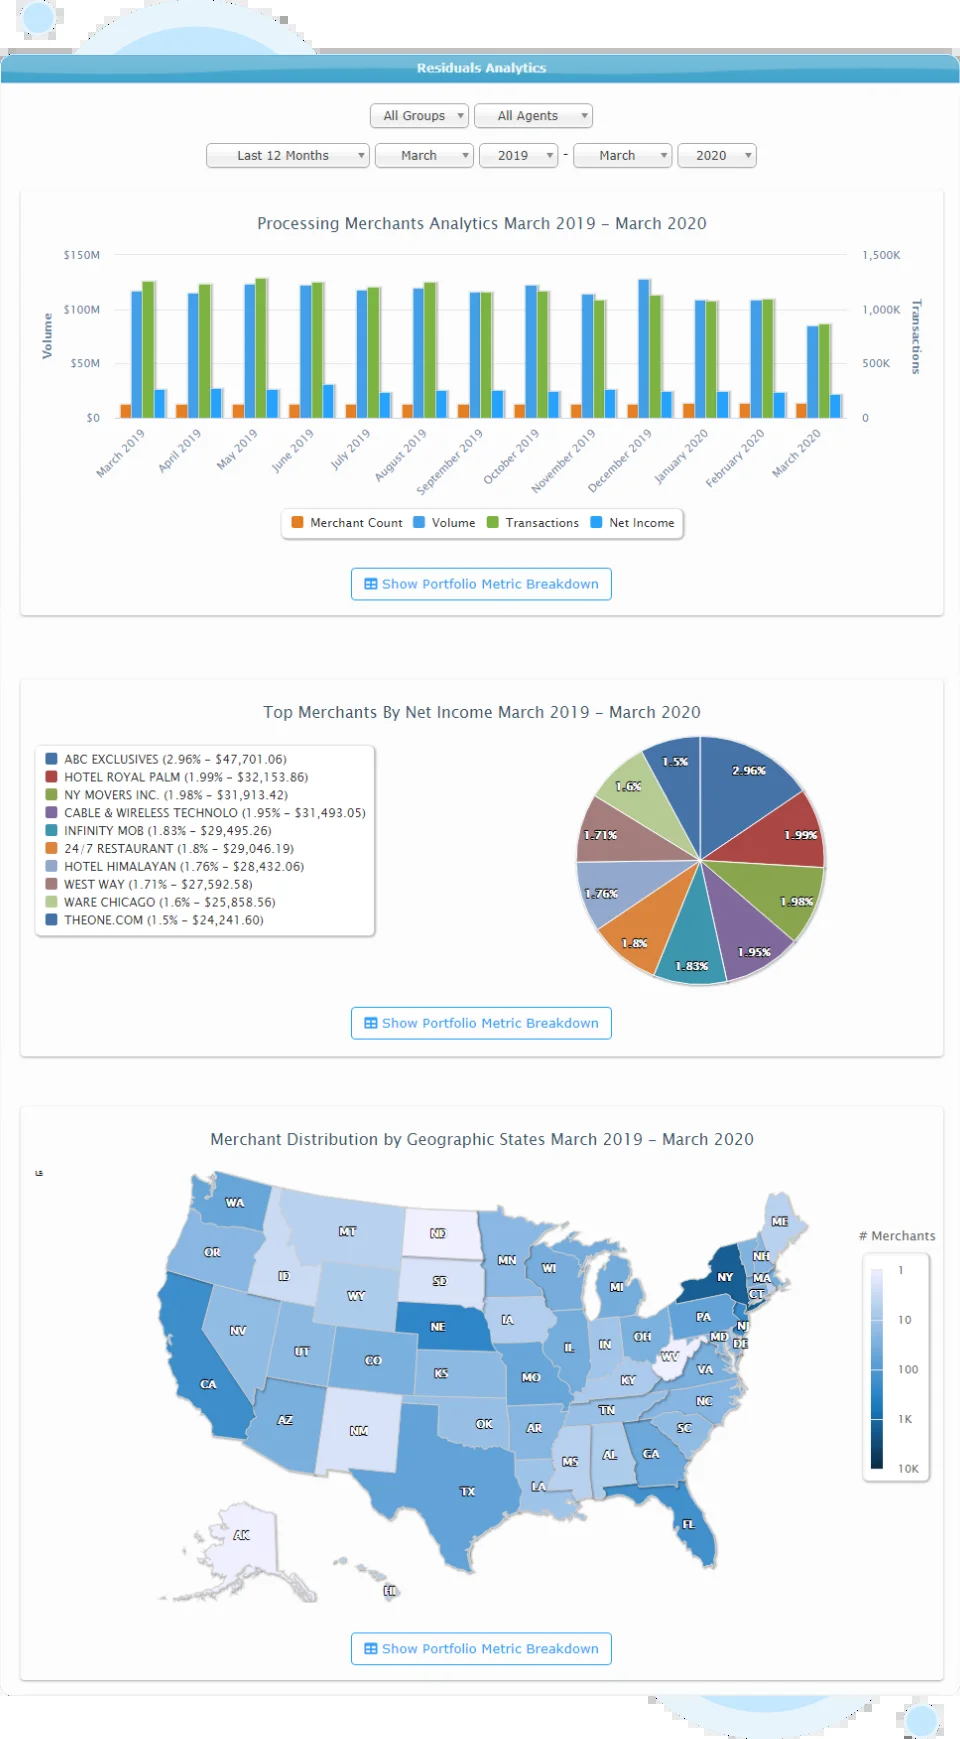 Residuals Analytics
All Groups All Agents
Last 12 Months March 2019 - March 2020
Processing Merchants Analytics March 2019 – March 2020
$150M 1,500K
$100M 1,000K
$50M 500K
$0 0
Volume
Transactions
March 2019 April 2019 May 2019 June 2019 July 2019 August 2019 September 2019 October 2019 November 2019 December 2019 January 2020 February 2020 March 2020
Merchant Count Volume Transactions Net Income
Show Portfolio Metric Breakdown
Top Merchants By Net Income March 2019 – March 2020
ABC EXCLUSIVES (2.96% – $47,701.06)
HOTEL ROYAL PALM (1.99% – $32,153.86)
NY MOVERS INC. (1.98% – $31,913.42)
CABLE & WIRELESS TECHNOLO (1.95% – $31,493.05)
INFINITY MOB (1.83% – $29,495.26)
24/7 RESTAURANT (1.8% – $29,046.19)
HOTEL HIMALAYAN (1.76% – $28,432.06)
WEST WAY (1.71% – $27,592.58)
WARE CHICAGO (1.6% – $25,858.56)
THEONE.COM (1.5% – $24,241.60)
1.5% 2.96%
1.6%
1.71% 1.99%
1.76% 1.98%
1.8% 1.83% 1.95%
Show Portfolio Metric Breakdown
Merchant Distribution by Geographic States March 2019 – March 2020
# Merchants
1
10
100
1K
10K
WA MT ND ME
OR ID SD MN WI MI NY NH MA CT
WY NE IA PA NJ
NV UT CO KS IL IN OH MD DE
CA MO KY WV VA
AZ NM OK AR TN NC SC
TX LA MS AL GA
FL
AK HI
Show Portfolio Metric Breakdown